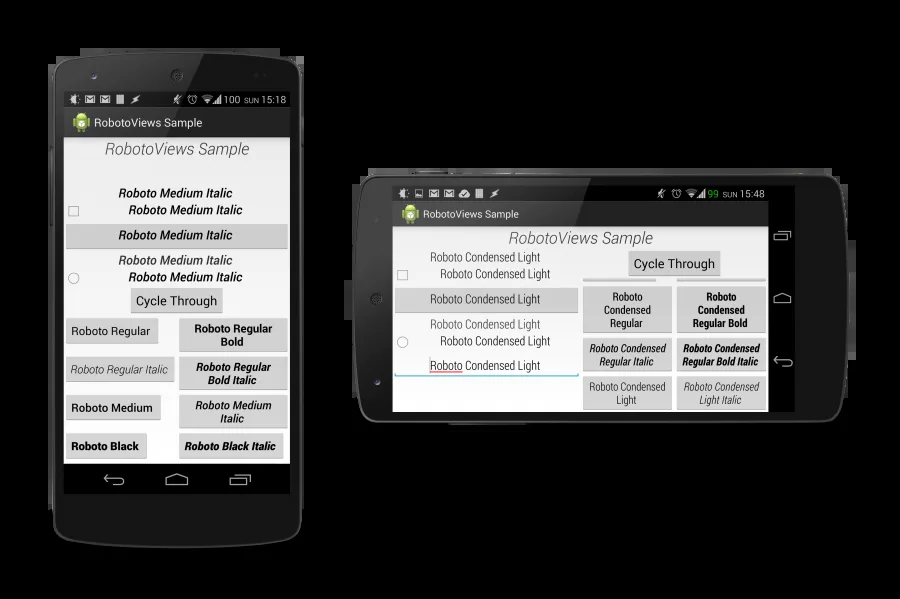 100 SUN 15:18
RobotoViews Sample
RobotoViews Sample
Roboto Medium Italic
Roboto Medium Italic
Roboto Medium Italic
Roboto Medium Italic
Roboto Medium Italic
Cycle Through
Roboto Regular
Roboto Regular
Bold
Roboto Regular Italic
Roboto Regular
Bold Italic
Roboto Medium
Roboto Medium
Italic
Roboto Black
Roboto Black Italic
99 SUN 15:48
RobotoViews Sample
RobotoViews Sample
Roboto Condensed Light
Roboto Condensed Light
Roboto Condensed Light
Roboto Condensed Light
Roboto Condensed Light
Roboto Condensed Light
Cycle Through
Roboto
Condensed
Regular
Roboto
Condensed
Regular Bold
Roboto Condensed
Regular Italic
Roboto Condensed
Regular Bold Italic
Roboto Condensed
Light
Roboto Condensed
Light Italic